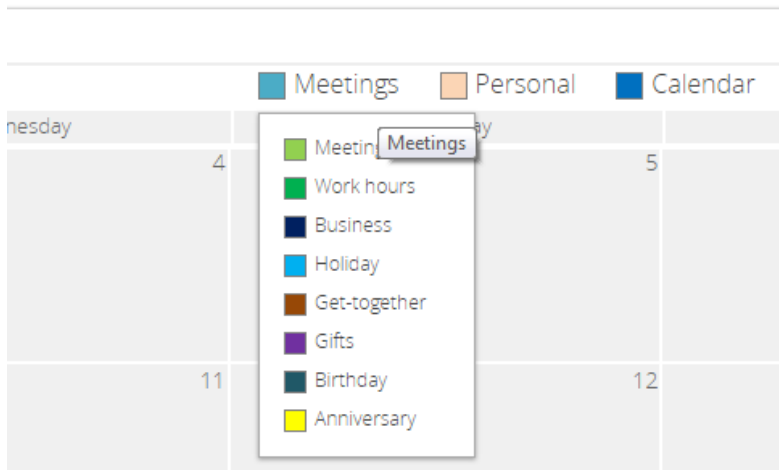 Meetings Personal Calendar
nesday ay
Meeting Meetings
4 5
Work hours
Business
Holiday
Get-together
Gifts
11 Birthday 12
Anniversary